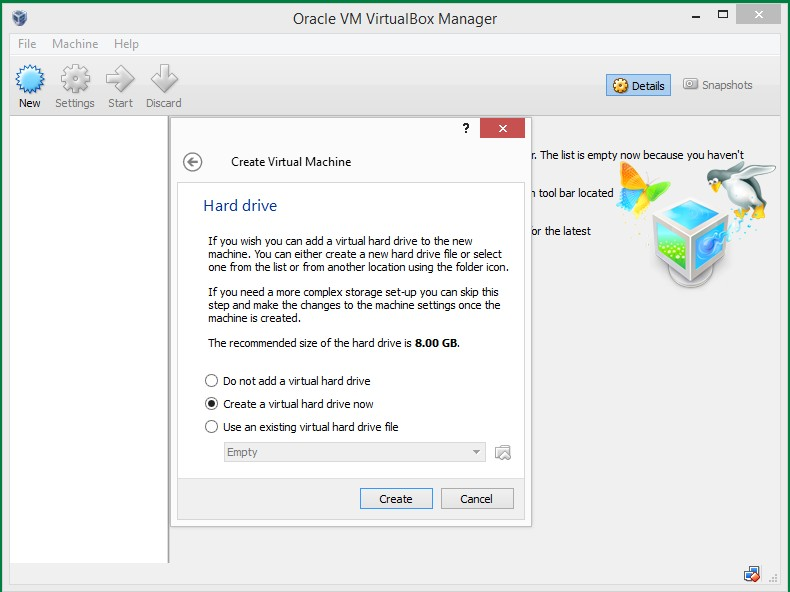 Oracle VM VirtualBox Manager
File Machine Help
New Settings Start Discard
Details Snapshots
?
Create Virtual Machine
r. The list is empty now because you haven't
n tool bar located
or the latest
Hard drive
If you wish you can add a virtual hard drive to the new
machine. You can either create a new hard drive file or select
one from the list or from another location using the folder icon.
If you need a more complex storage set-up you can skip this
step and make the changes to the machine settings once the
machine is created.
The recommended size of the hard drive is 8.00 GB.
Do not add a virtual hard drive
Create a virtual hard drive now
Use an existing virtual hard drive file
Empty
Create Cancel